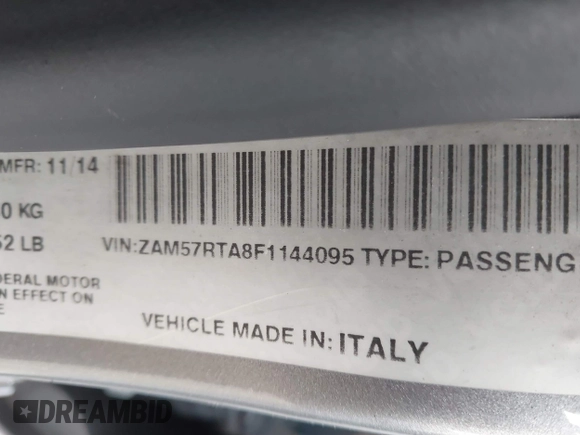 MFR: 11/14
0 KG
52 LB
VIN:ZAM57RTA8F1144095 TYPE: PASSENG
DERAL MOTOR
N EFFECT ON
E
VEHICLE MADE IN: ITALY
DREAMBID